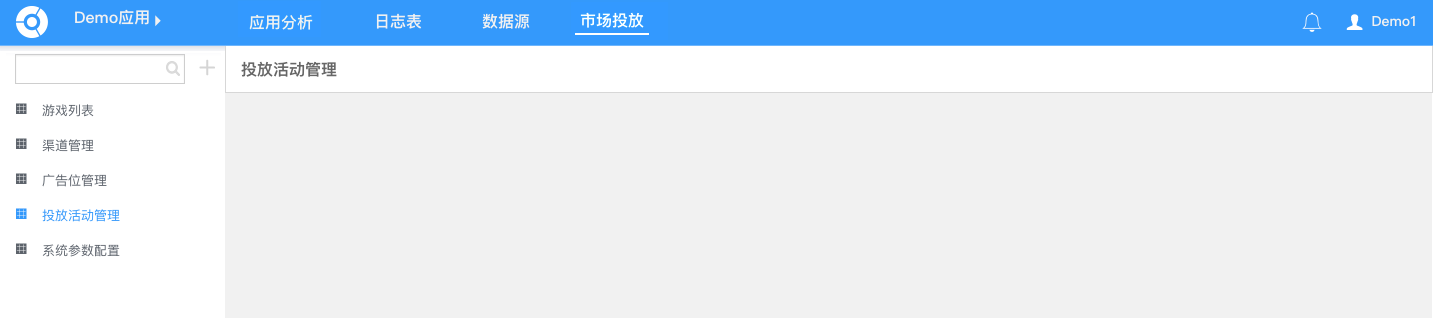 Demo应用
应用分析
日志表
数据源
市场投放
Demo1
投放活动管理
游戏列表
渠道管理
广告位管理
投放活动管理
系统参数配置